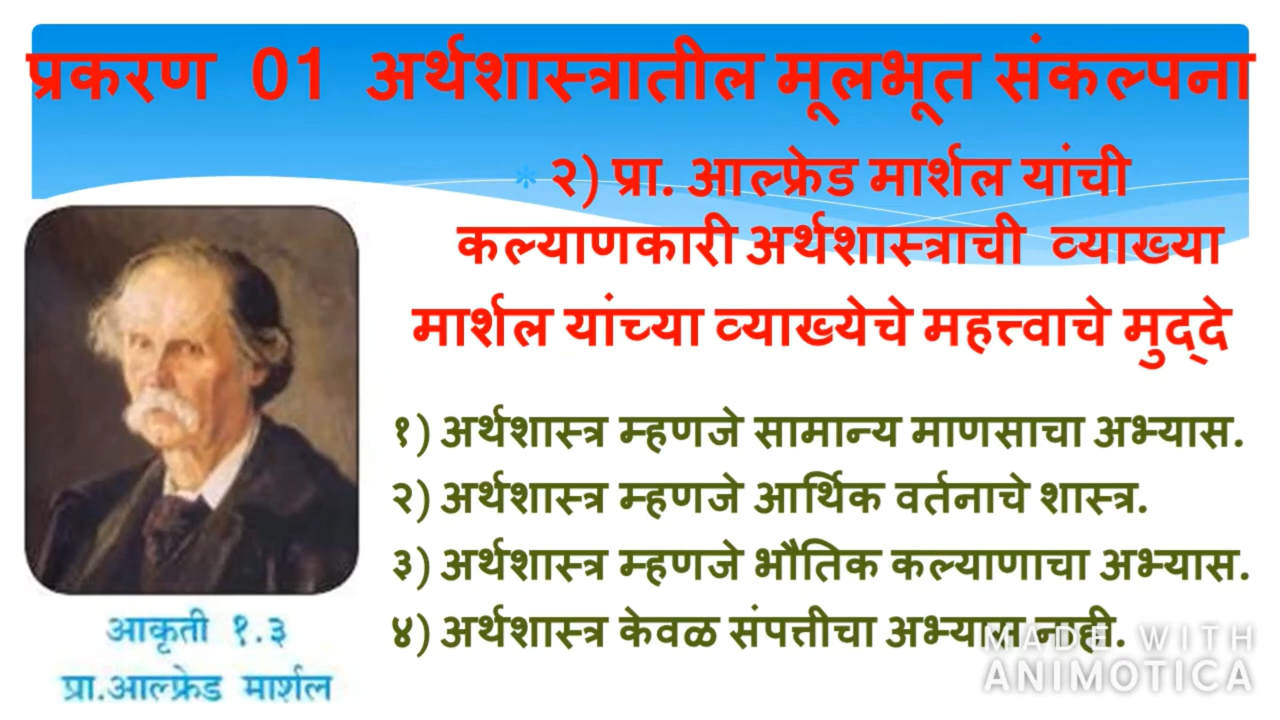 प्रकरण 01 अर्थशास्त्रातील मूलभूत संकल्पना
२) प्रा. आल्फ्रेड मार्शल यांची
कल्याणकारी अर्थशास्त्राची व्याख्या
मार्शल यांच्या व्याख्येचे महत्त्वाचे मुद्‌दे
१) अर्थशास्त्र म्हणजे सामान्य माणसाचा अभ्यास.
२) अर्थशास्त्र म्हणजे आर्थिक वर्तनाचे शास्त्र.
३) अर्थशास्त्र म्हणजे भौतिक कल्याणाचा अभ्यास.
४) अर्थशास्त्र केवळ संपत्तीचा अभ्यास नाही.
आकृती १.३
प्रा.आल्फ्रेड मार्शल
MADE WITH
ANIMOTICA